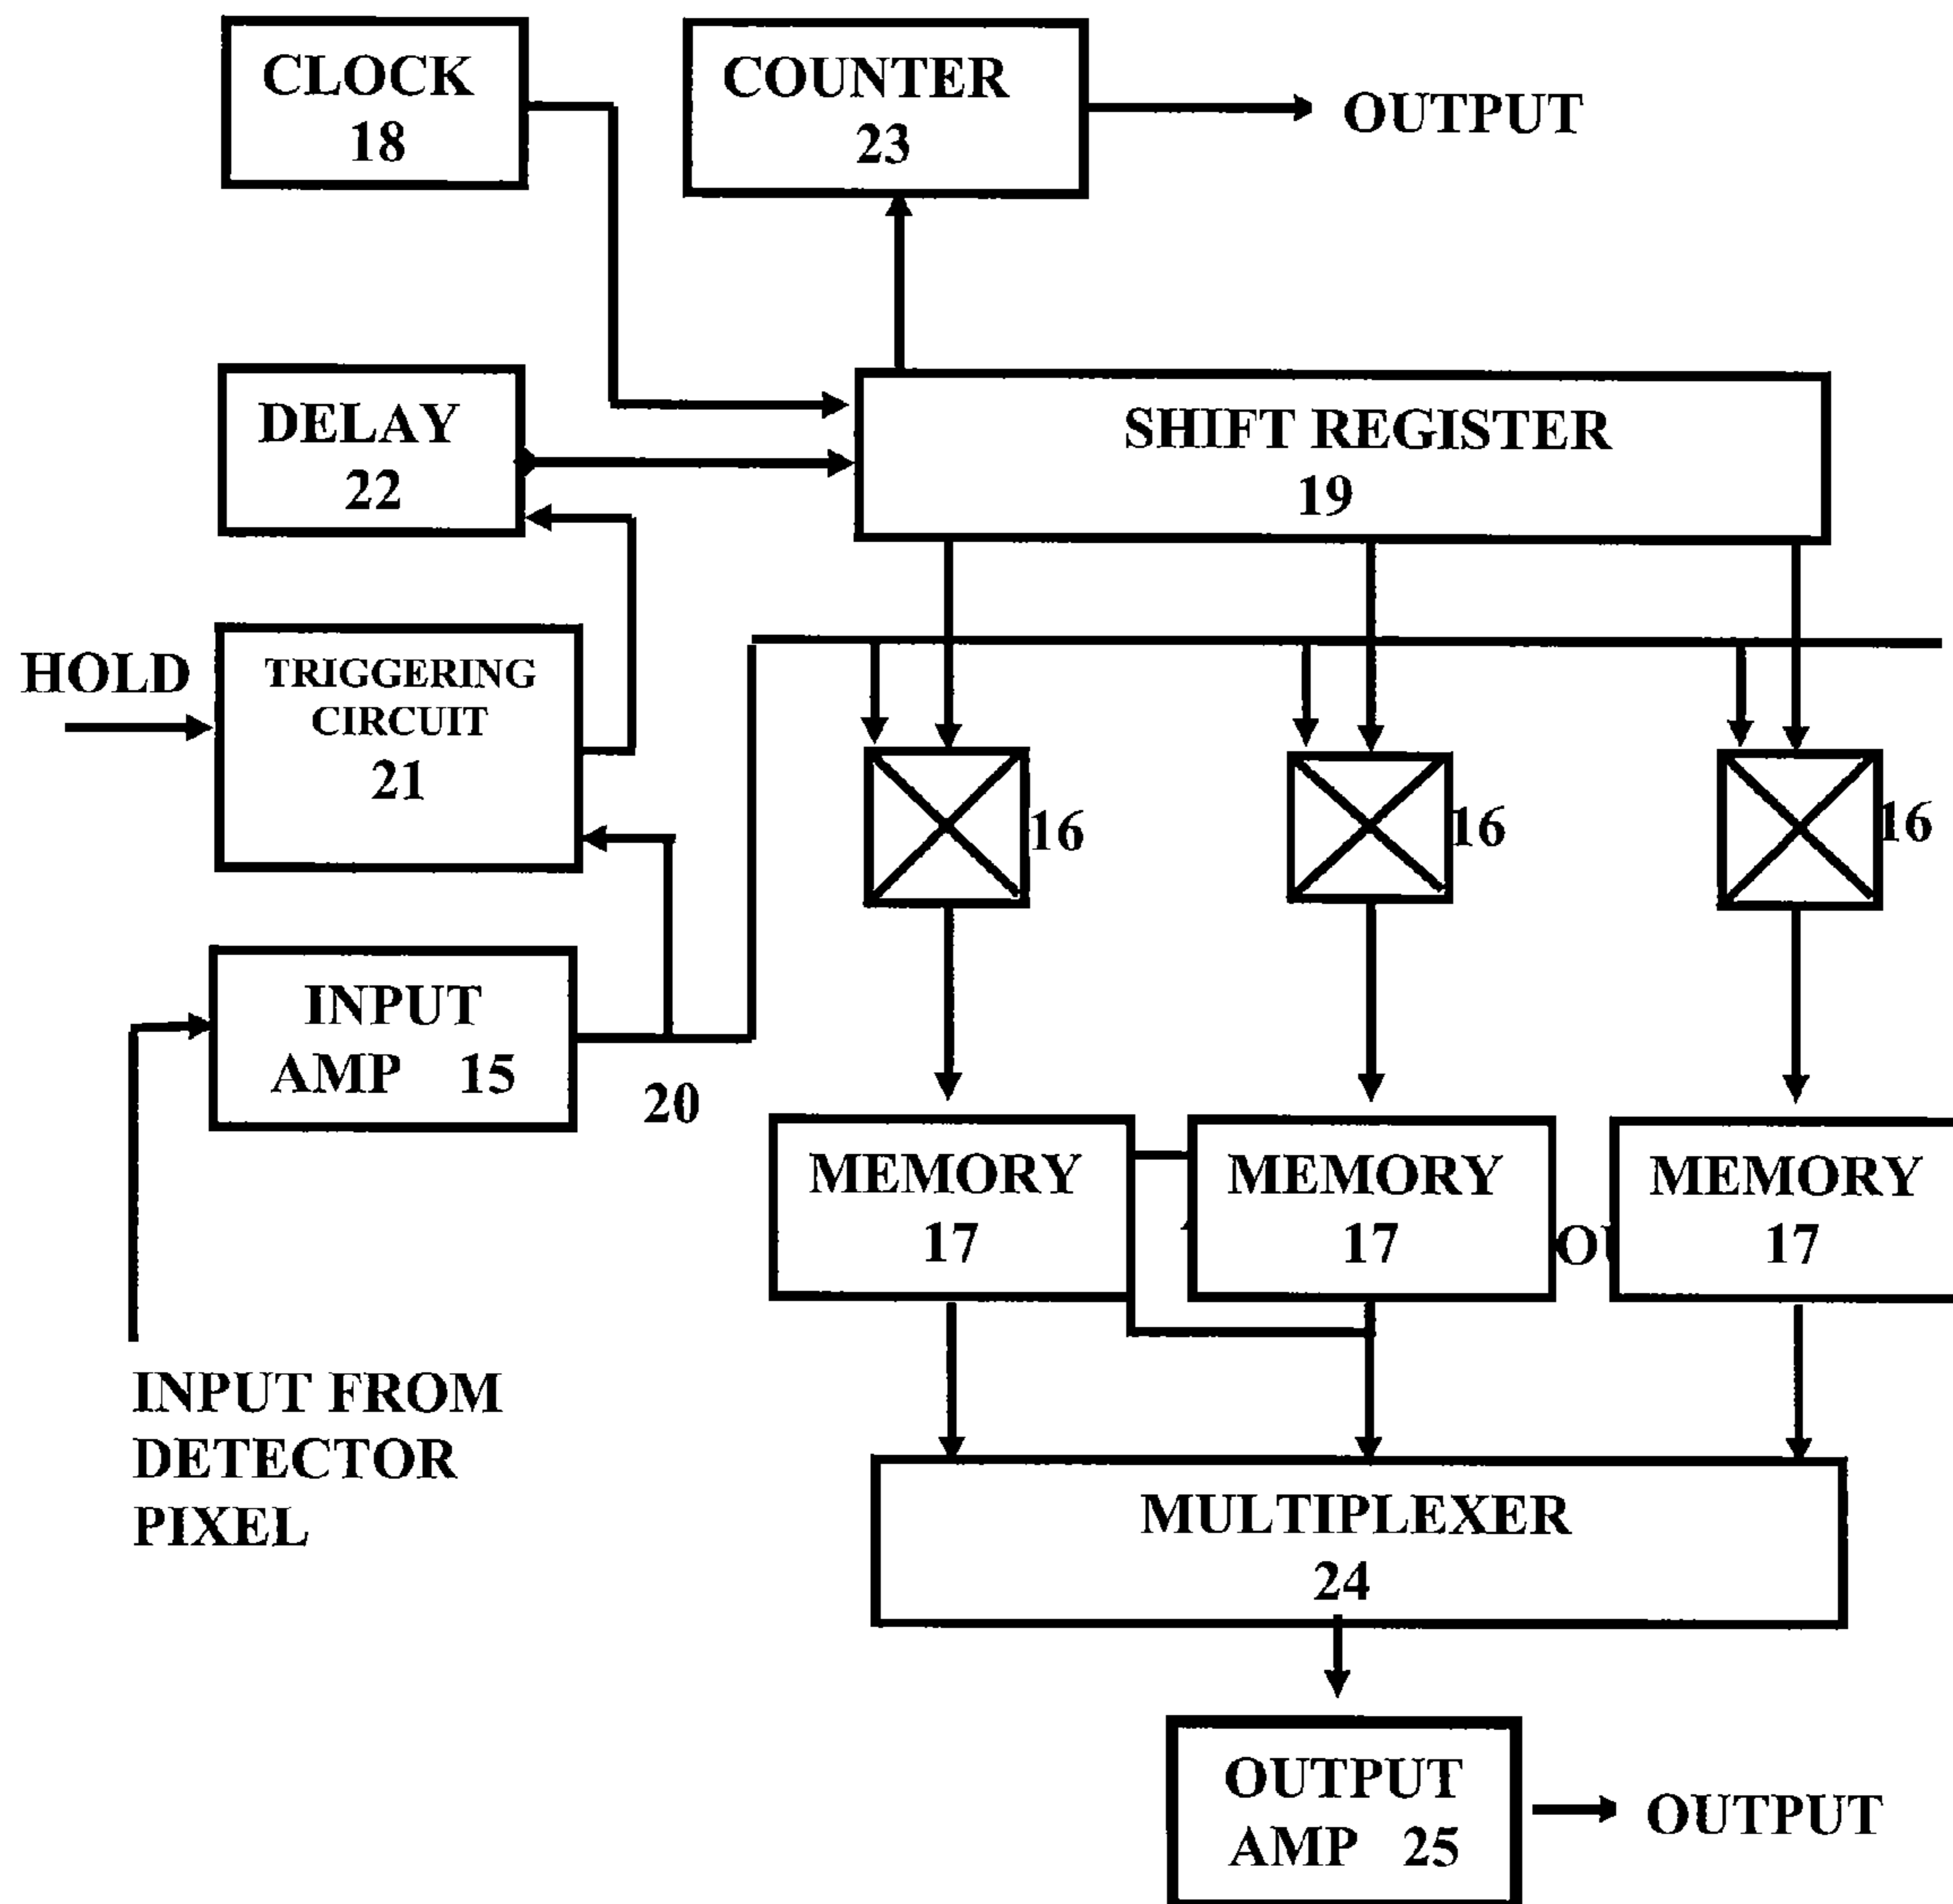 CLOCK
18
COUNTER
23
OUTPUT
DELAY
22
SHIFT REGISTER
19
HOLD
TRIGGERING
CIRCUIT
21
16
16
16
INPUT
AMP 15
20
MEMORY
17
MEMORY
17
MEMORY
17
INPUT FROM
DETECTOR
PIXEL
MULTIPLEXER
24
OUTPUT
AMP 25
OUTPUT